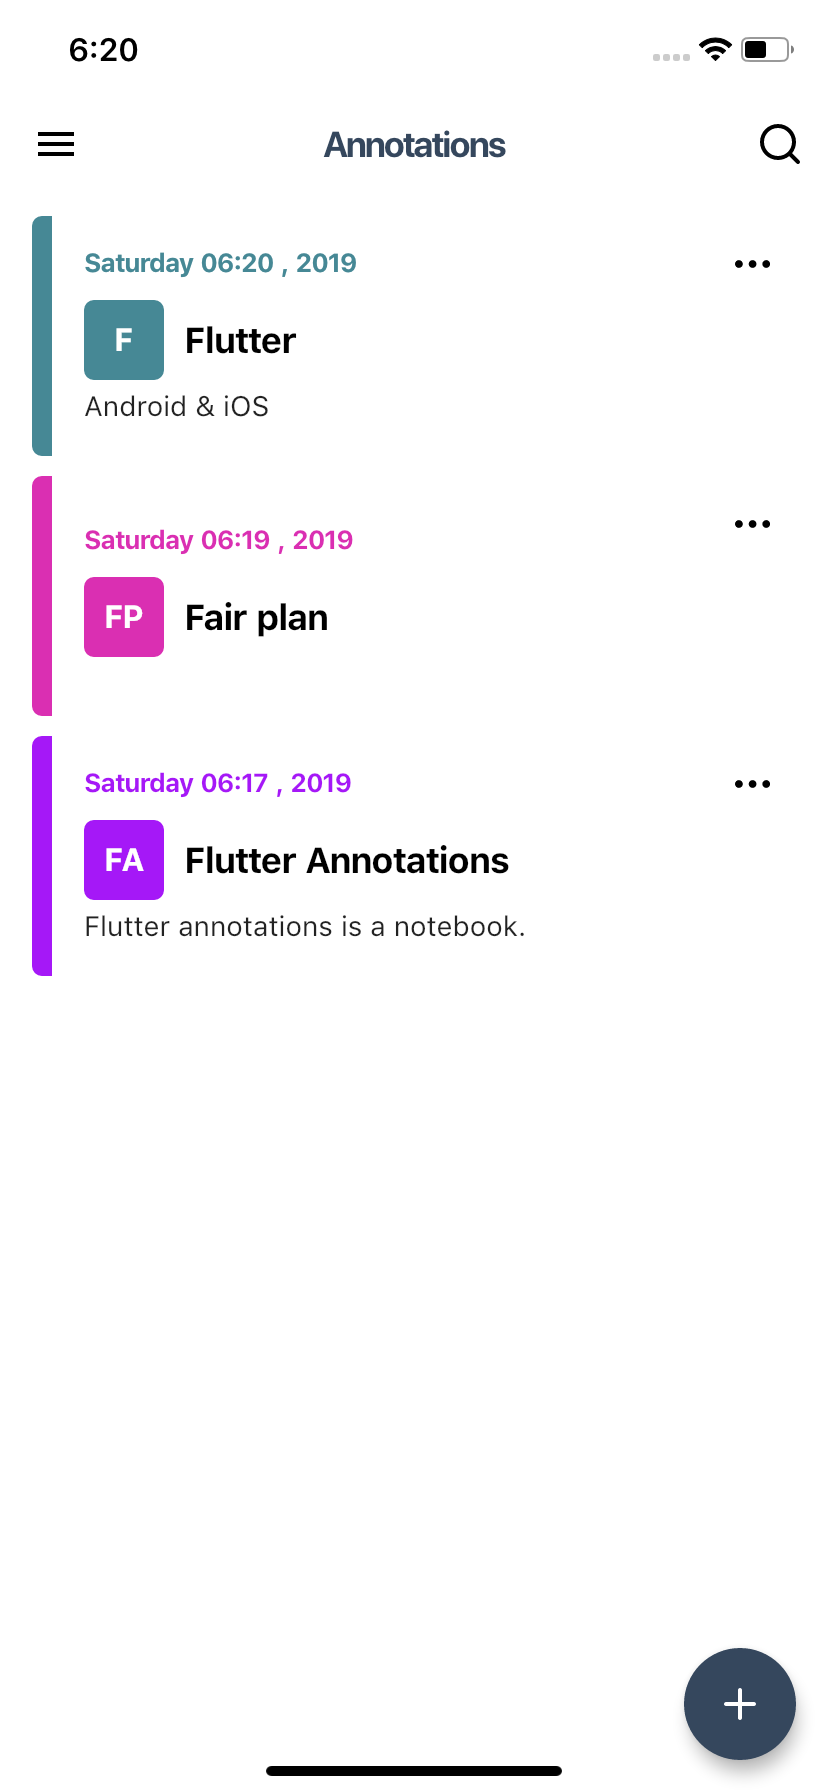 6:20
Annotations
Saturday 06:20 , 2019
F Flutter
Android & iOS
Saturday 06:19 , 2019
FP Fair plan
Saturday 06:17 , 2019
FA Flutter Annotations
Flutter annotations is a notebook.